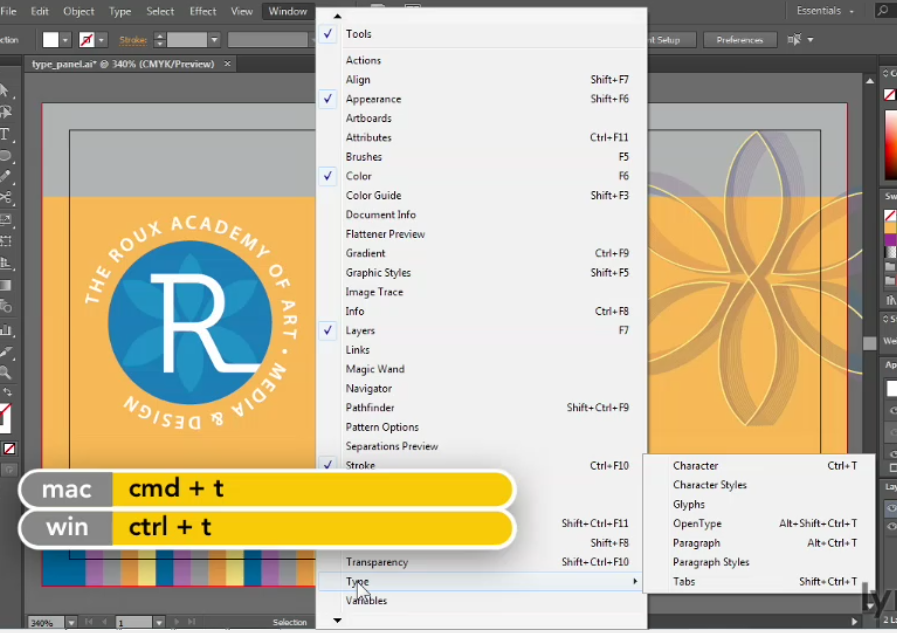 File Edit Object Type Select Effect View Window Essentials
Stroke: Preferences
type_panel.ai* @ 340% (CMYK/Preview) ×
Tools
Actions
Align Shift+F7
Appearance Shift+F6
Artboards
Attributes Ctrl+F11
Brushes F5
Color F6
Color Guide Shift+F3
Document Info
Flattener Preview
Gradient Ctrl+F9
Graphic Styles Shift+F5
Image Trace
Info Ctrl+F8
Layers F7
Links
Magic Wand
Navigator
Pathfinder Shift+Ctrl+F9
Pattern Options
Separations Preview
Stroke Ctrl+F10
Shift+Ctrl+F11
Shift+F8
Transparency Shift+Ctrl+F10
Type
Variables
Character Ctrl+T
Character Styles
Glyphs
OpenType Alt+Shift+Ctrl+T
Paragraph Alt+Ctrl+T
Paragraph Styles
Tabs Shift+Ctrl+T
THE ROUX ACADEMY OF ART • MEDIA & DESIGN
R
mac cmd + t
win ctrl + t
340% 1 Selection